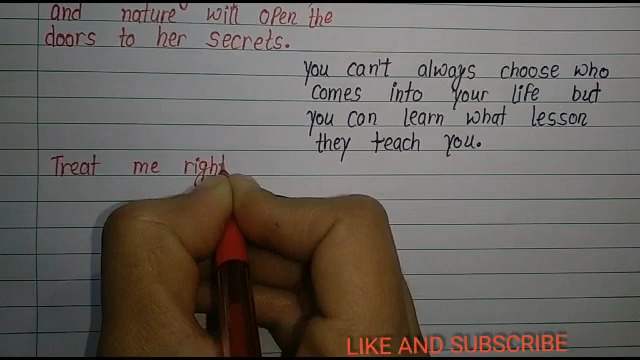 and nature will open the
doors to her secrets.
you can't always choose who
comes into your life but
you can learn what lesson
they teach you.
Treat me right
LIKE AND SUBSCRIBE